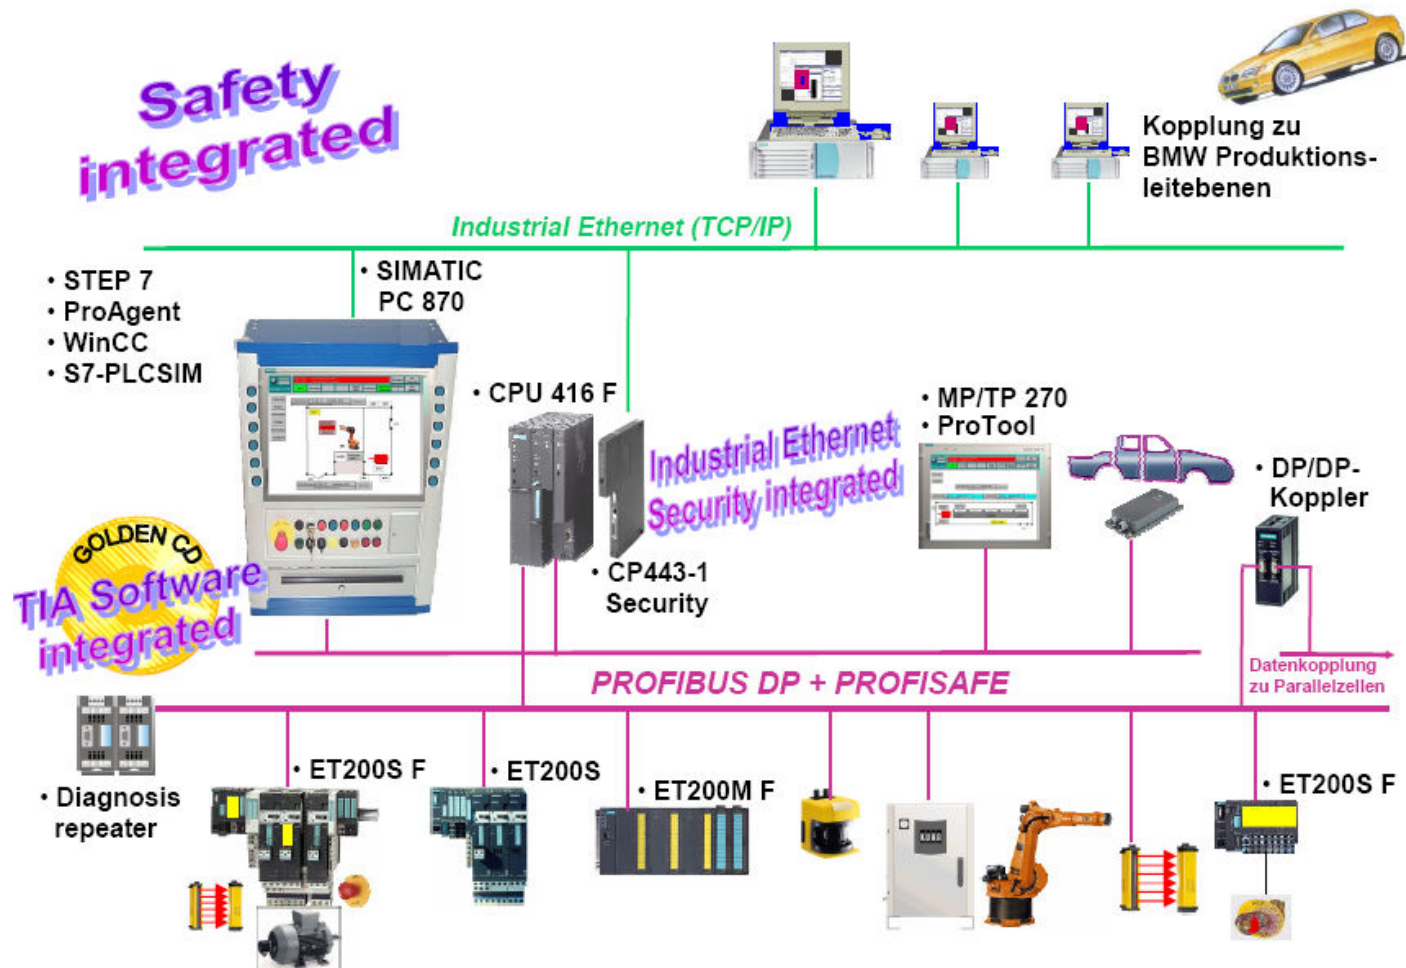 Safety
integrated
Kopplung zu
BMW Produktions-
leitebenen
Industrial Ethernet (TCP/IP)
• STEP 7
• ProAgent
• WinCC
• S7-PLCSIM
• SIMATIC
PC 870
• CPU 416 F
Industrial Ethernet
Security integrated
• CP443-1
Security
• MP/TP 270
• ProTool
• DP/DP-
Koppler
GOLDEN CD
TIA Software
integrated
Datenkopplung
zu Parallelzellen
PROFIBUS DP + PROFISAFE
• Diagnosis
repeater
• ET200S F
• ET200S
• ET200M F
• ET200S F